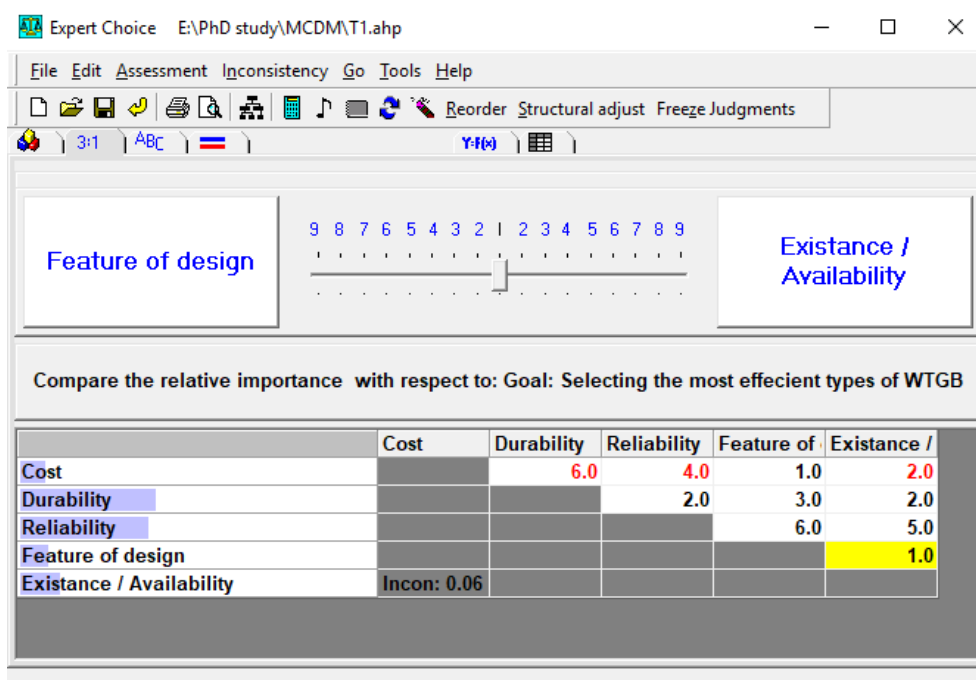 Expert Choice E:\PhD study\MCDM\T1.ahp
File Edit Assessment Inconsistency Go Tools Help
Reorder Structural adjust Freeze Judgments
3:1 ABC Y=F(x)
9 8 7 6 5 4 3 2 1 2 3 4 5 6 7 8 9
Feature of design
Existance /
Availability
Compare the relative importance with respect to: Goal: Selecting the most effecient types of WTGB
Cost Durability Reliability Feature of Existance /
Cost 6.0 4.0 1.0 2.0
Durability 2.0 3.0 2.0
Reliability 6.0 5.0
Feature of design 1.0
Existance / Availability Incon: 0.06